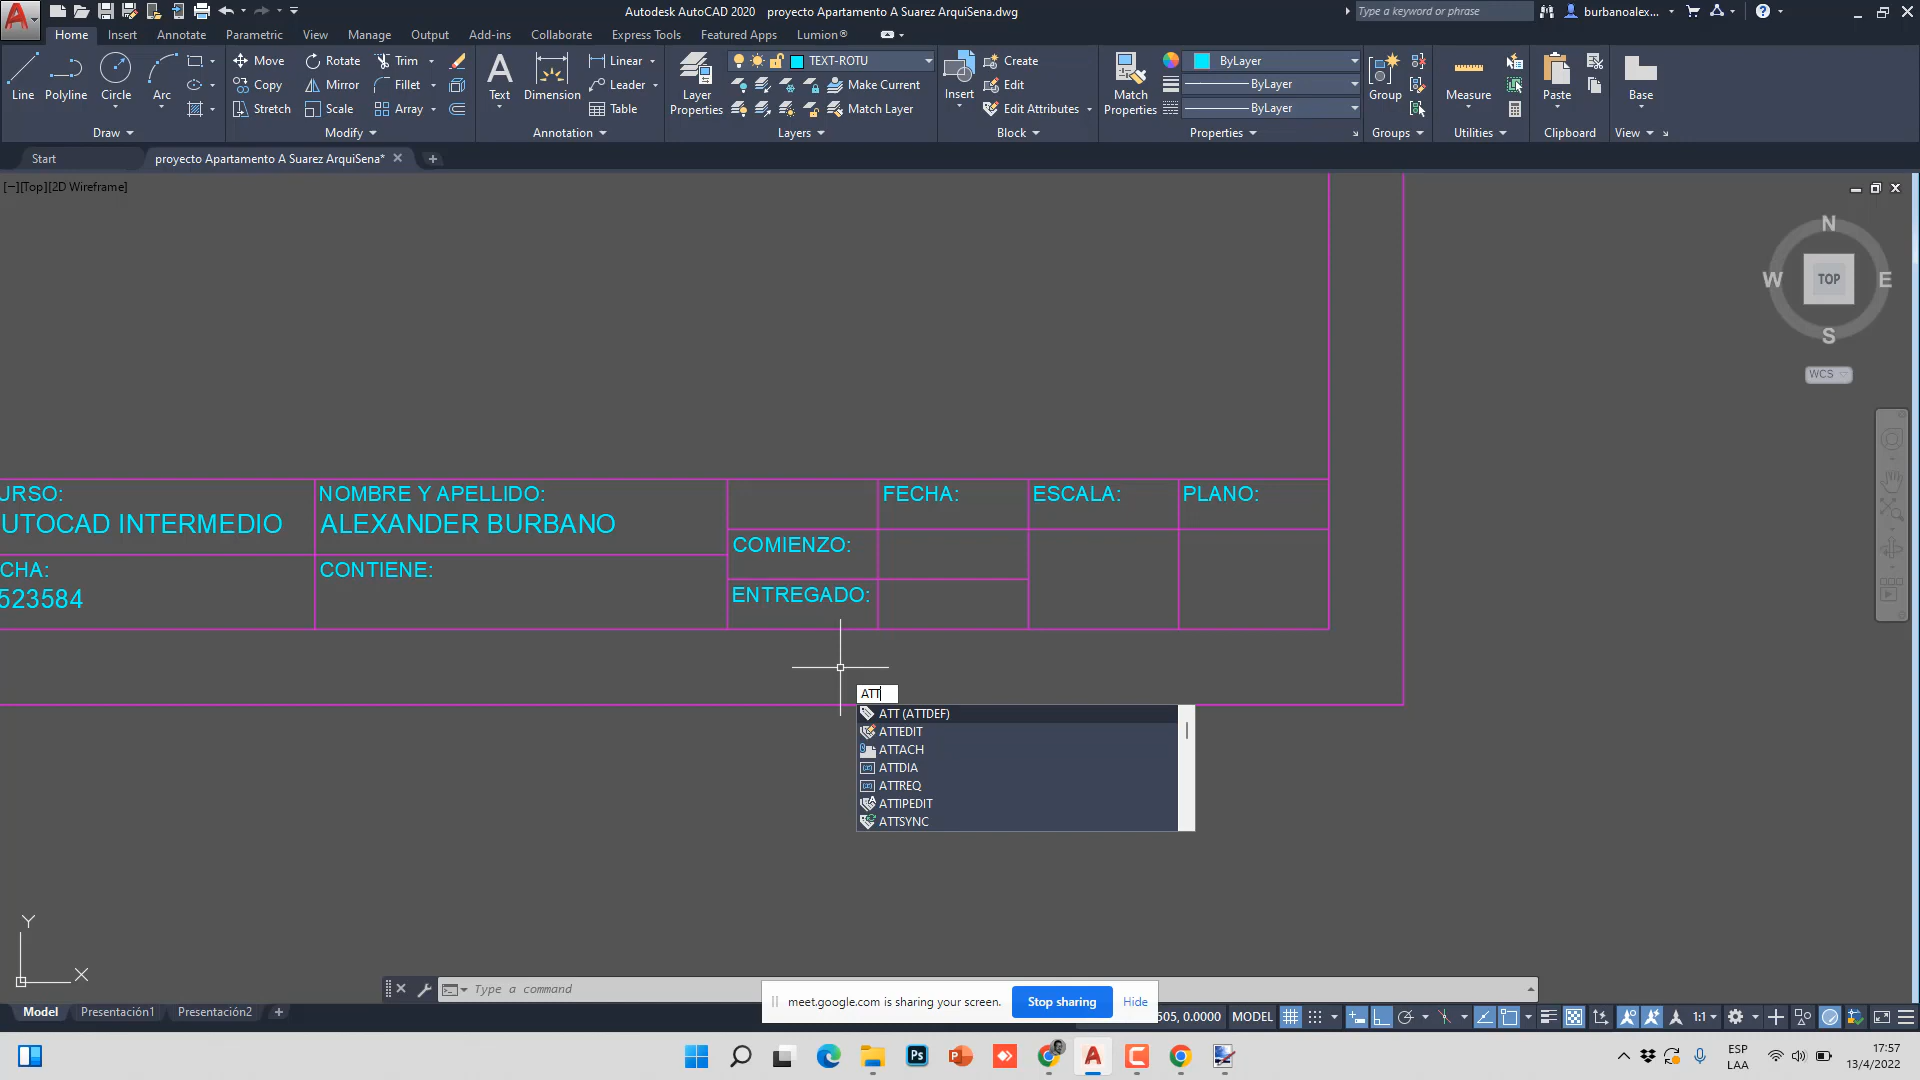 Autodesk AutoCAD 2020 proyecto Apartamento A Suarez ArquiSena.dwg
Type a keyword or phrase
burbanoalex...
Home Insert Annotate Parametric View Manage Output Add-ins Collaborate Express Tools Featured Apps Lumion®
Line Polyline Circle Arc
Move Rotate Trim
Copy Mirror Fillet
Stretch Scale Array
Text Dimension
Linear
Leader
Table
Layer Properties
TEXT-ROTU
Make Current
Match Layer
Insert
Create
Edit
Edit Attributes
Match Properties
ByLayer
ByLayer
ByLayer
Group
Measure
Paste
Base
Draw Modify Annotation Layers Block Properties Groups Utilities Clipboard View
Start proyecto Apartamento A Suarez ArquiSena*
[−][Top][2D Wireframe]
N
W TOP E
S
WCS
URSO: NOMBRE Y APELLIDO: FECHA: ESCALA: PLANO:
UTOCAD INTERMEDIO ALEXANDER BURBANO
COMIENZO:
CHA: CONTIENE:
523584 ENTREGADO:
ATT
ATT (ATTDEF)
ATTEDIT
ATTACH
ATTDIA
ATTREQ
ATTIPEDIT
ATTSYNC
Y
X
Type a command
meet.google.com is sharing your screen. Stop sharing Hide
Model Presentación1 Presentación2
505, 0.0000 MODEL 1:1
Ps
ESP
LAA
17:57
13/4/2022